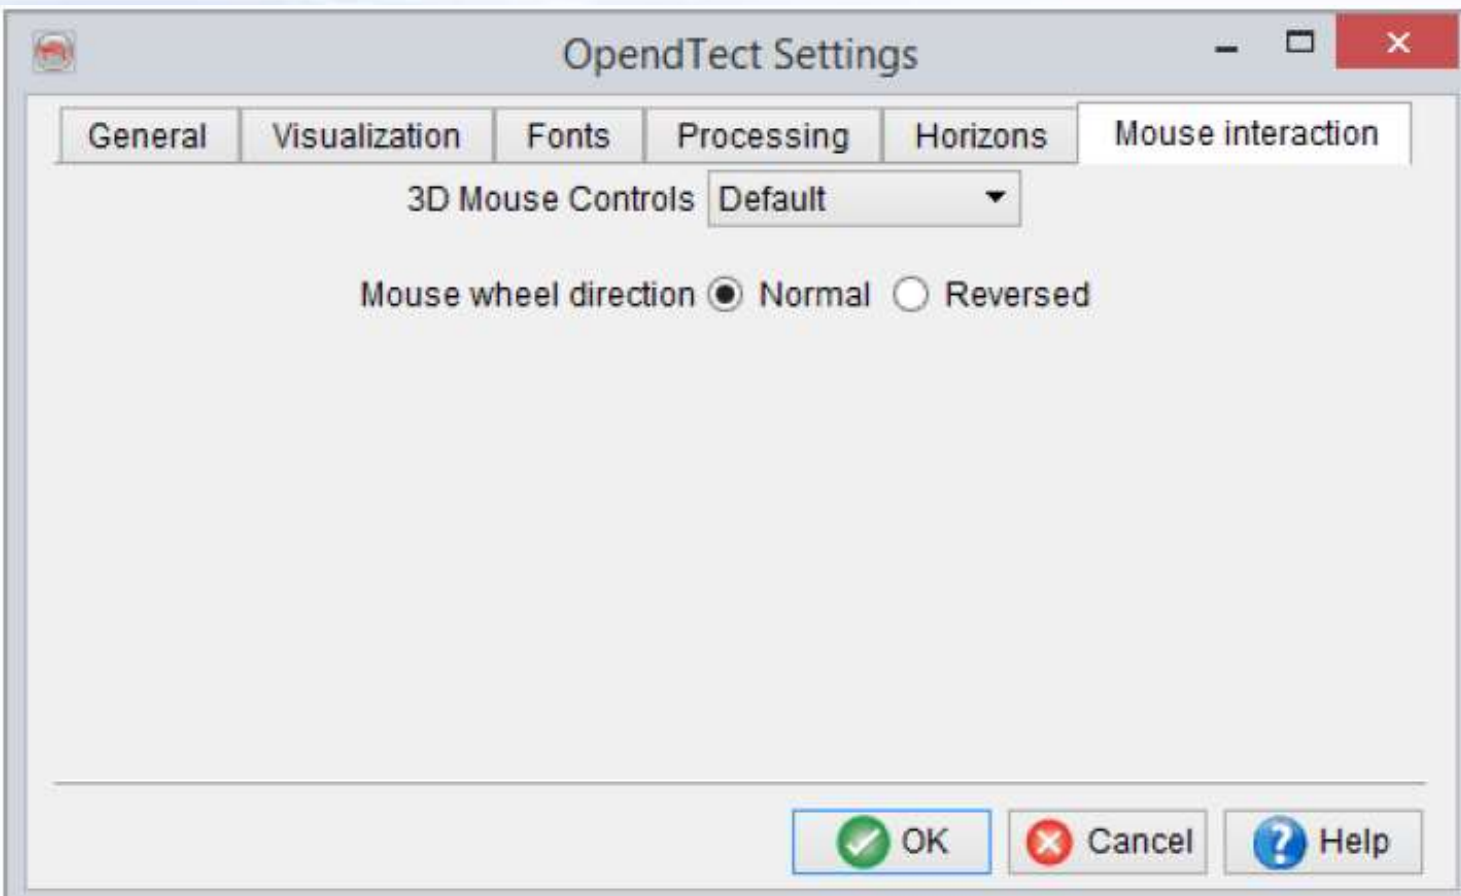 OpendTect Settings
General Visualization Fonts Processing Horizons Mouse interaction
3D Mouse Controls Default
Mouse wheel direction Normal Reversed
OK Cancel Help